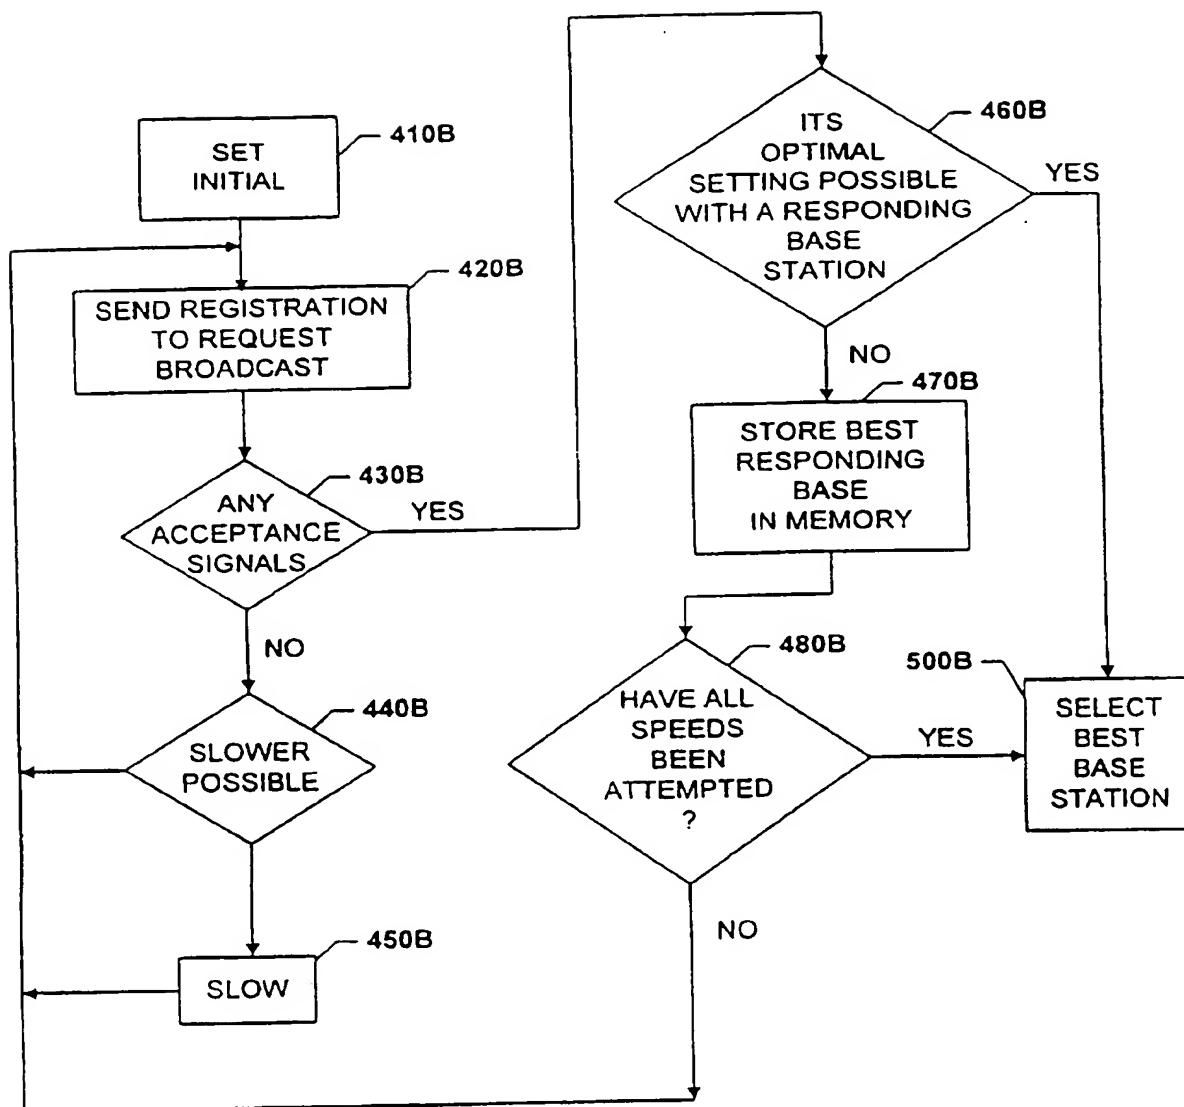 SET
INITIAL
410B
SEND REGISTRATION
TO REQUEST
BROADCAST
420B
ANY
ACCEPTANCE
SIGNALS
430B
YES
NO
SLOWER
POSSIBLE
440B
SLOW
450B
ITS
OPTIMAL
SETTING POSSIBLE
WITH A RESPONDING
BASE
STATION
460B
YES
NO
470B
STORE BEST
RESPONDING
BASE
IN MEMORY
HAVE ALL
SPEEDS
BEEN
ATTEMPTED
?
480B
YES
NO
500B
SELECT
BEST
BASE
STATION